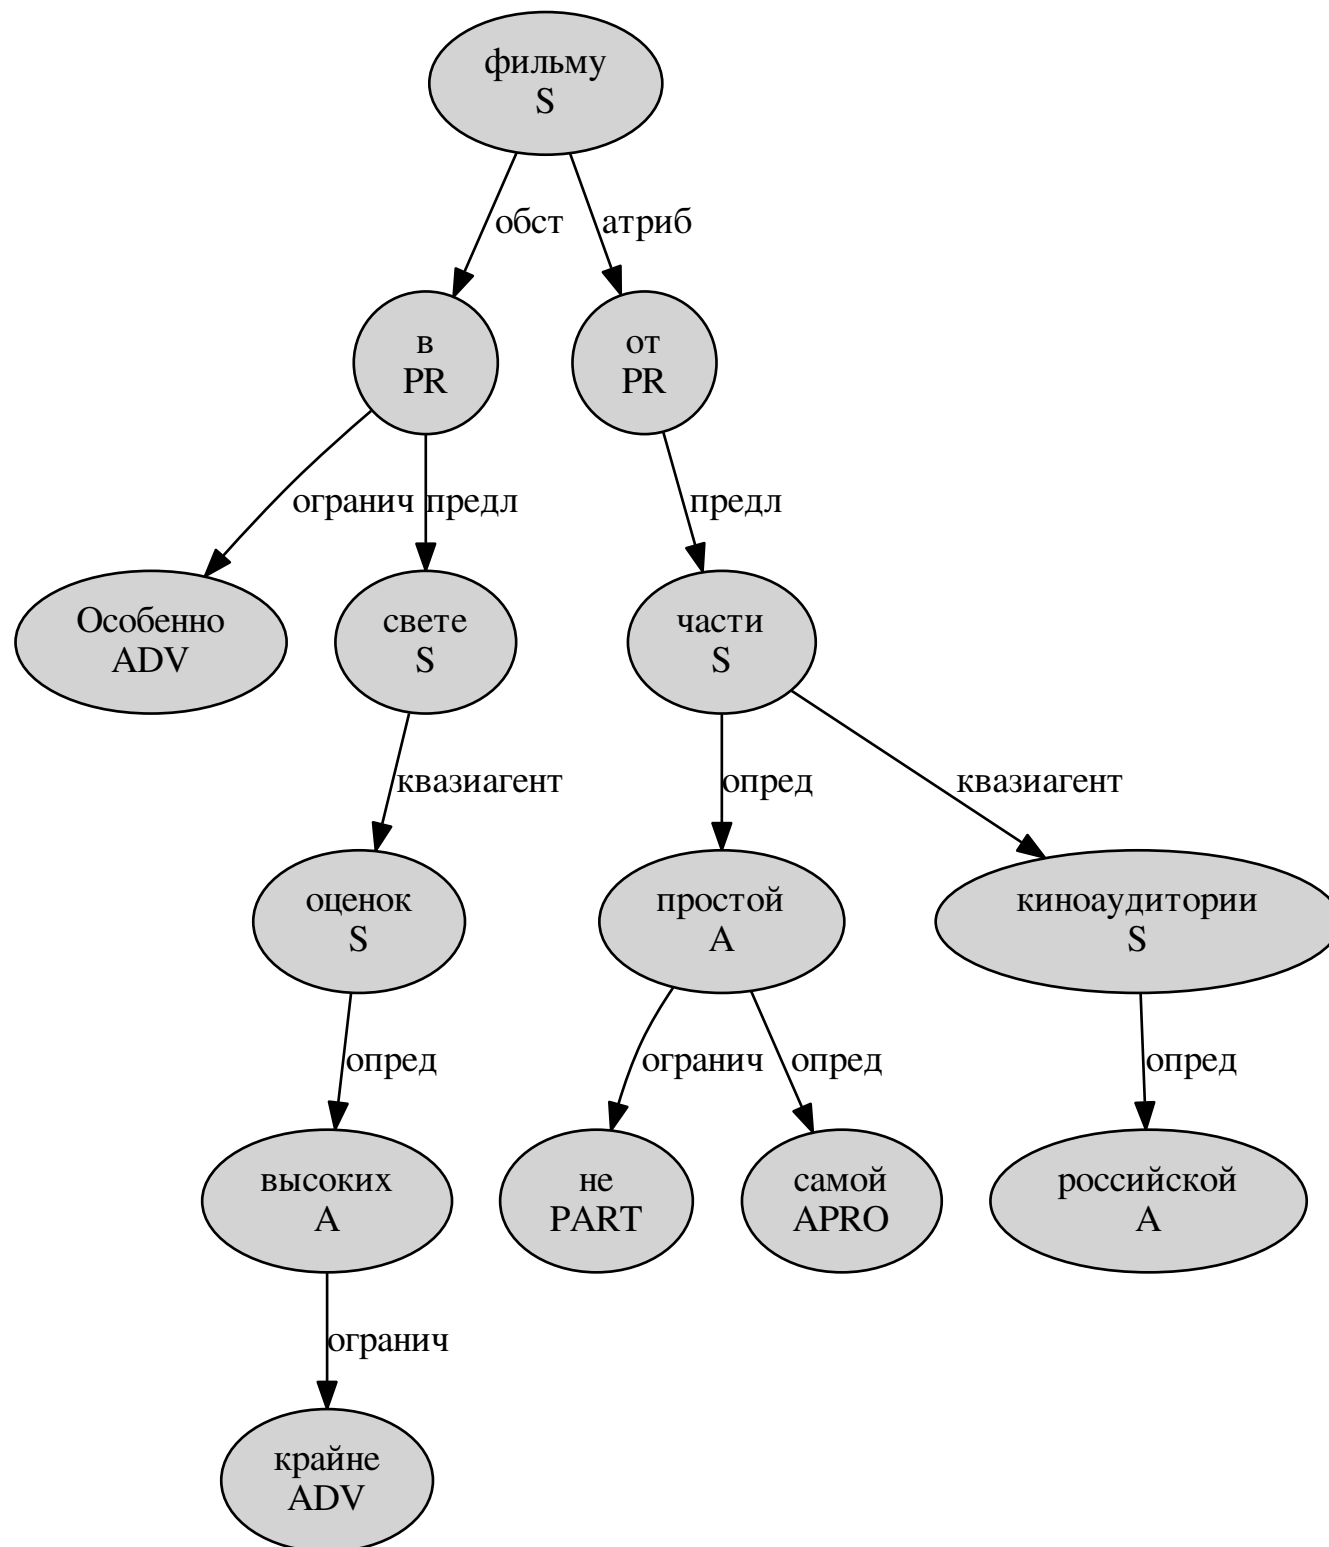 фильму
S
обст
атриб
в
PR
от
PR
огранич
предл
предл
Особенно
ADV
свете
S
части
S
квазиагент
опред
квазиагент
оценок
S
простой
A
киноаудитории
S
опред
огранич
опред
опред
высоких
A
не
PART
самой
APRO
российской
A
огранич
крайне
ADV